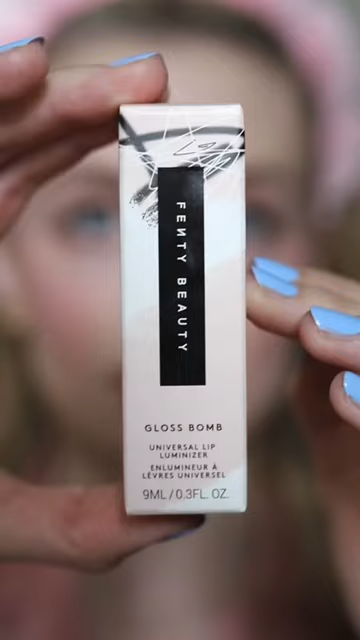 FENTY BEAUTY
GLOSS BOMB
UNIVERSAL LIP
LUMINIZER
ENLUMINEUR À
LÈVRES UNIVERSEL
9ML / 0.3FL. OZ.